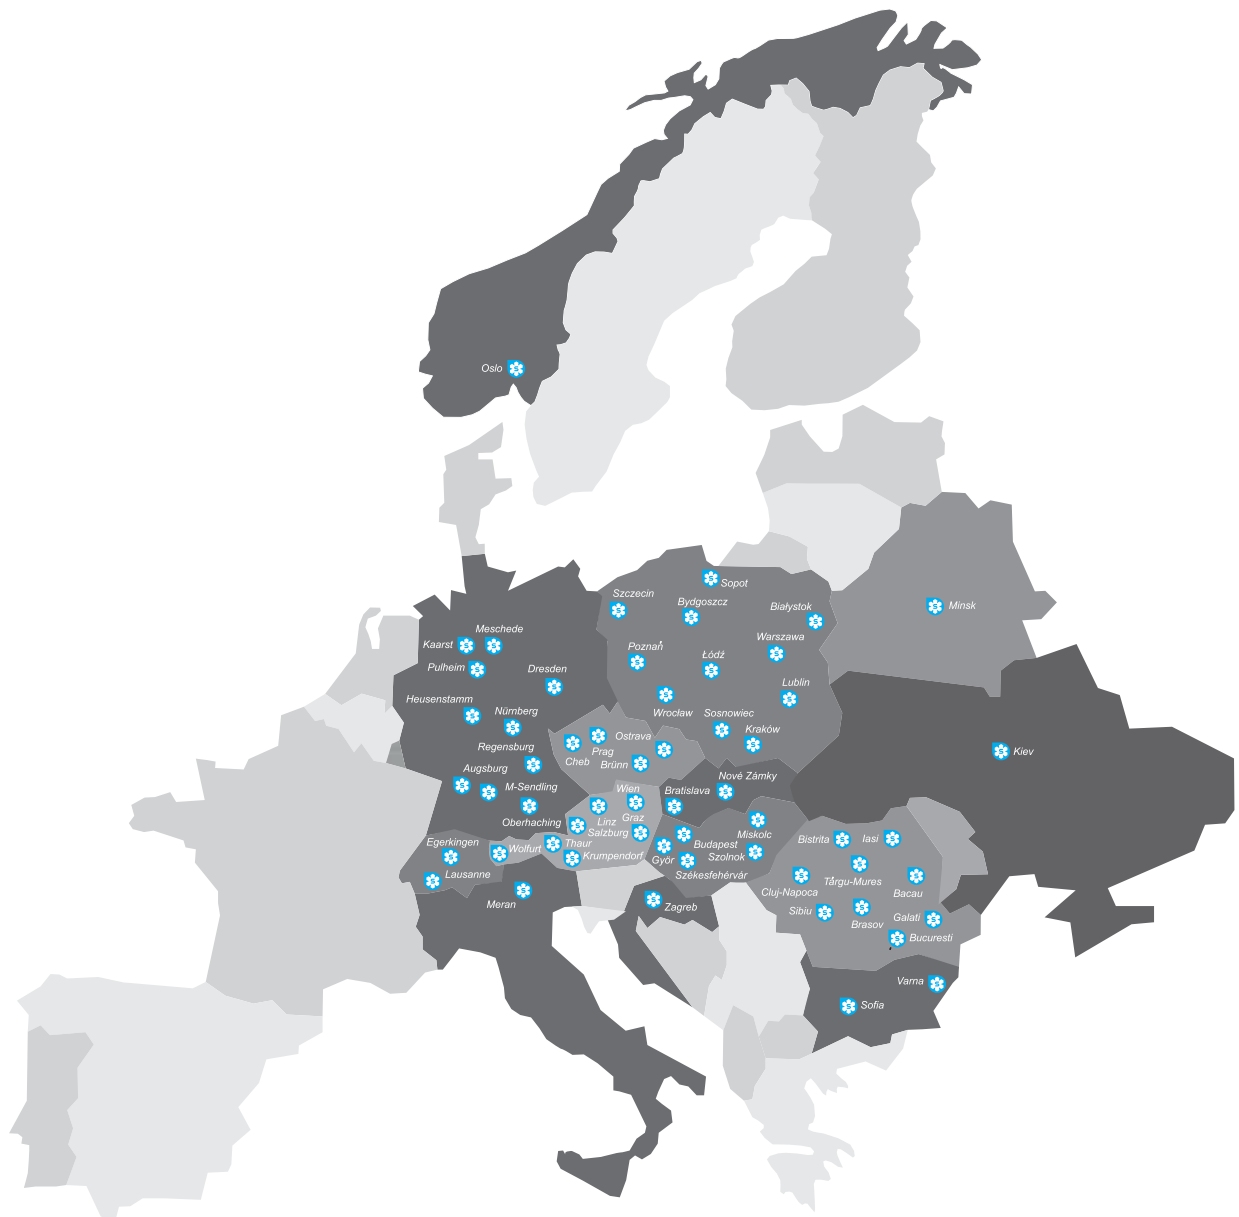 Oslo
Sopot
Szczecin
Bydgoszcz
Białystok
Minsk
Meschede
Kaarst
Warszawa
Poznań
Łódź
Pulheim
Dresden
Lublin
Heusenstamm
Nürnberg
Wrocław
Sosnowiec
Kraków
Ostrava
Regensburg
Prag
Cheb
Brünn
Kiev
Augsburg
M-Sendling
Nové Zámky
Wien
Bratislava
Oberhaching
Linz
Graz
Salzburg
Miskolc
Egerkingen
Wolfurt
Thaur
Krumpendorf
Budapest
Györ
Szolnok
Székesfehérvár
Bistrita
Iasi
Lausanne
Târgu-Mures
Cluj-Napoca
Bacau
Meran
Zagreb
Sibiu
Brasov
Galati
Bucuresti
Varna
Sofia